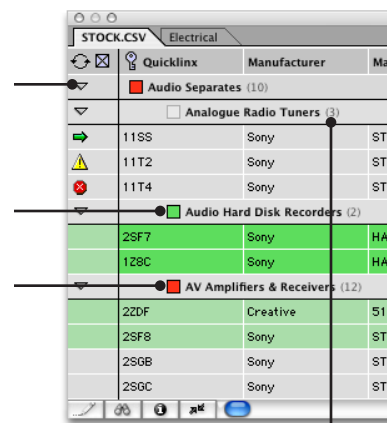 STOCK.CSV Electrical
Quicklinx Manufacturer Ma
Audio Separates (10)
Analogue Radio Tuners (3)
11SS Sony ST
11T2 Sony ST
11T4 Sony ST
Audio Hard Disk Recorders (2)
2SF7 Sony HA
1Z8C Sony HA
AV Amplifiers & Receivers (12)
2ZDF Creative 51
2SF8 Sony ST
2SGB Sony ST
2SGC Sony ST